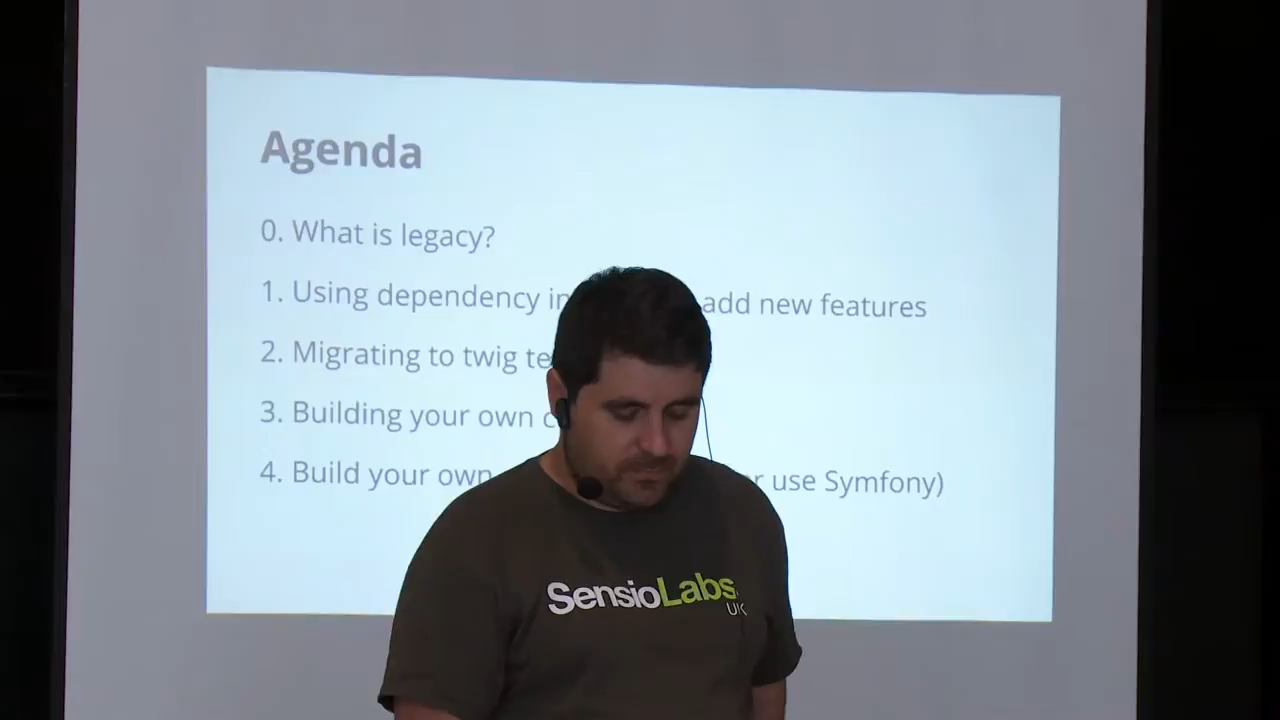 Agenda
0. What is legacy?
1. Using dependency in add new features
2. Migrating to twig te
3. Building your own c
4. Build your own r use Symfony)
SensioLabs
UK